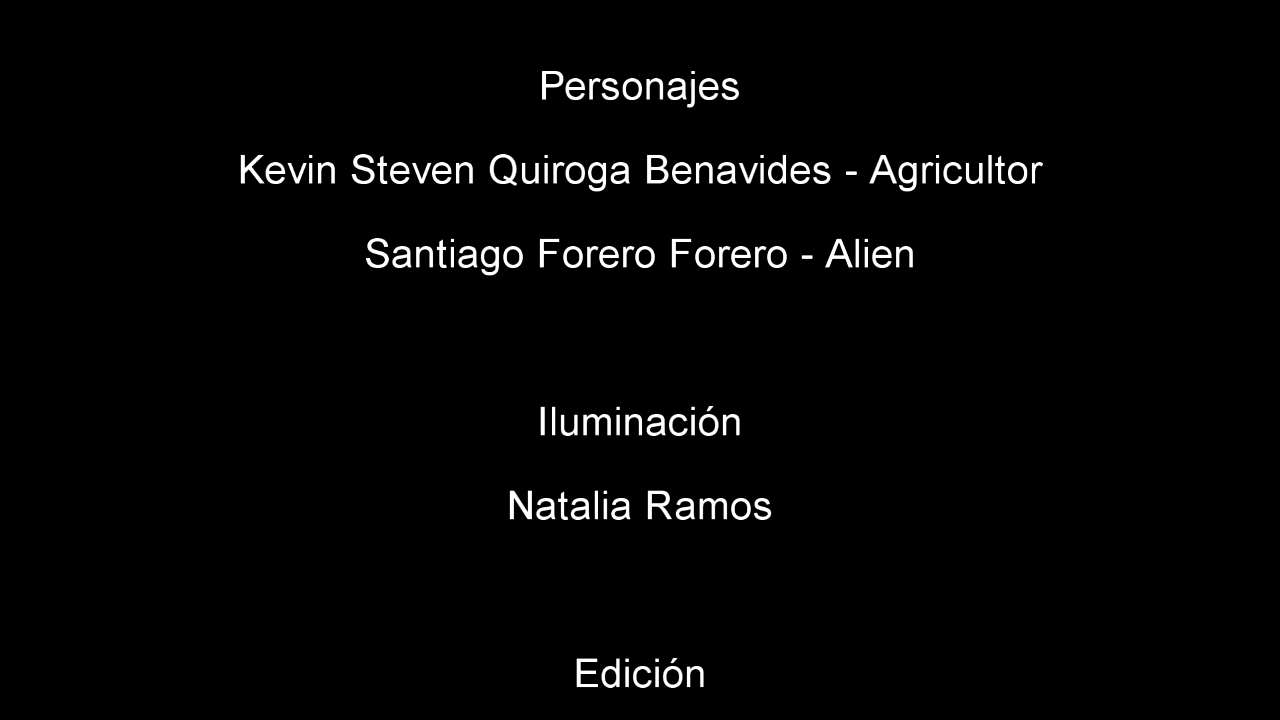 Personajes
Kevin Steven Quiroga Benavides - Agricultor
Santiago Forero Forero - Alien
Iluminación
Natalia Ramos
Edición